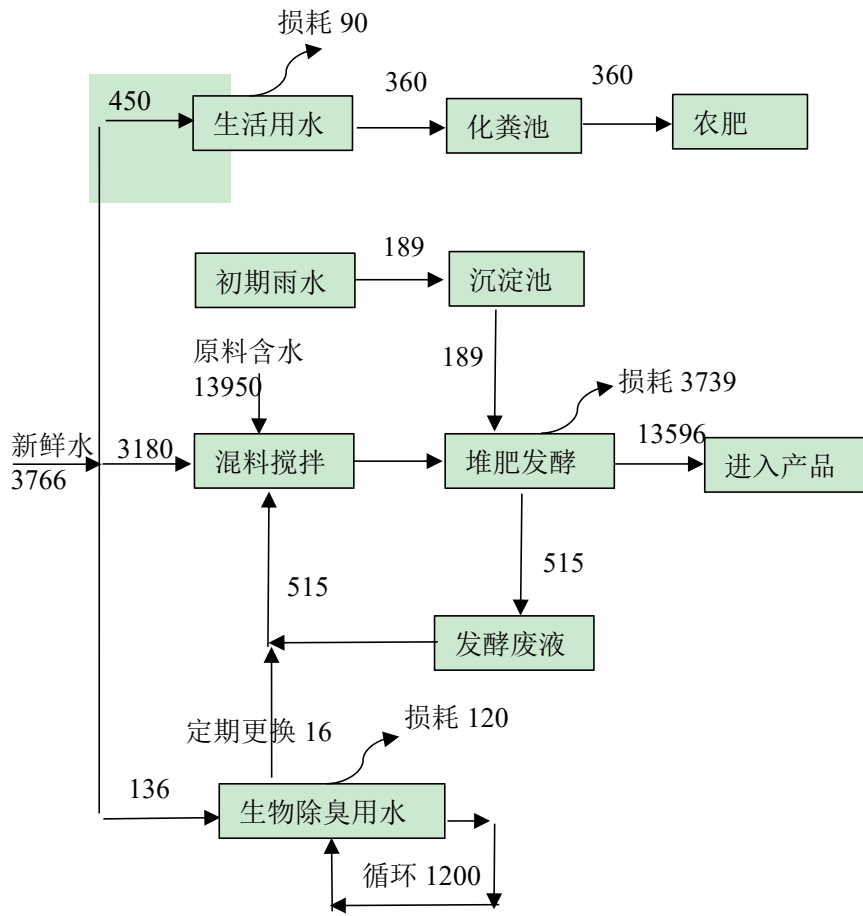 损耗 90
450
360
360
生活用水
化粪池
农肥
189
初期雨水
沉淀池
原料含水
13950
189
损耗 3739
新鲜水
3766
3180
13596
混料搅拌
堆肥发酵
进入产品
515
515
发酵废液
定期更换 16
损耗 120
136
生物除臭用水
循环 1200